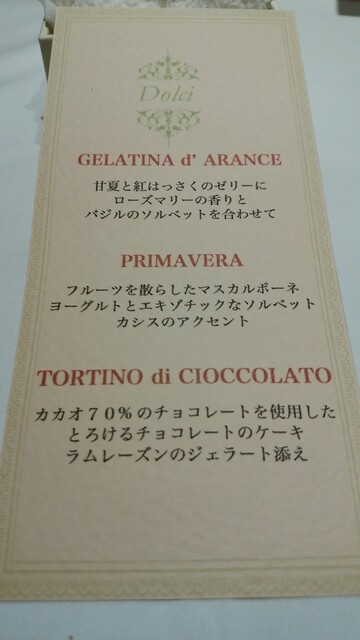 Dolci
GELATINA d' ARANCE
甘夏と紅はっさくのゼリーに
ローズマリーの香りと
バジルのソルベットを合わせて
PRIMAVERA
フルーツを散らしたマスカルポーネ
ヨーグルトとエキゾチックなソルベット
カシスのアクセント
TORTINO di CIOCCOLATO
カカオ７０％のチョコレートを使用した
とろけるチョコレートのケーキ
ラムレーズンのジェラート添え